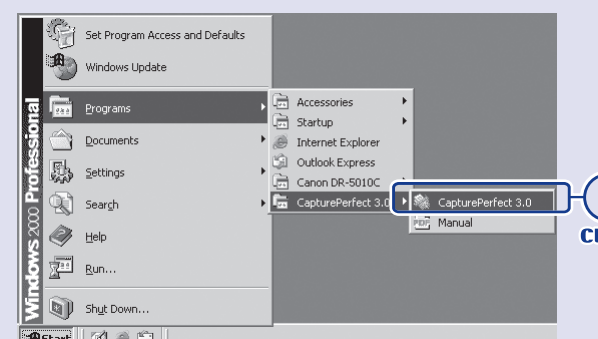 Set Program Access and Defaults
Windows Update
Programs
Documents
Settings
Search
Help
Run...
Shut Down...
Windows 2000 Professional
Accessories
Startup
Internet Explorer
Outlook Express
Canon DR-5010C
CapturePerfect 3.0
CapturePerfect 3.0
Manual
Start